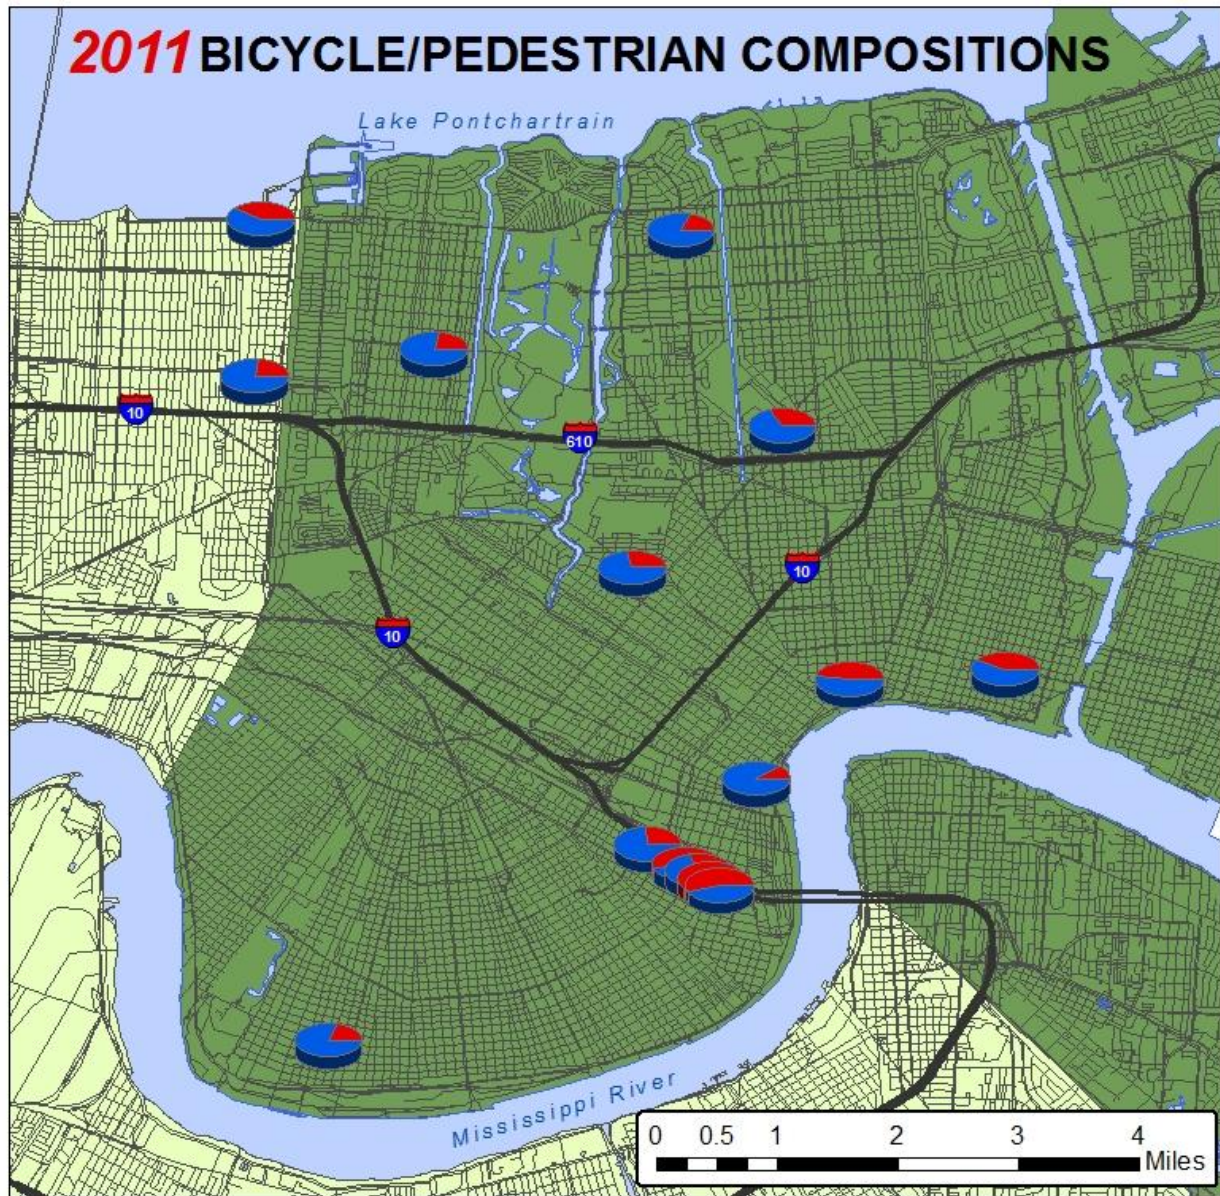 2011 BICYCLE/PEDESTRIAN COMPOSITIONS
Lake Pontchartrain
10
610
10
10
Mississippi River
0 0.5 1 2 3 4
Miles